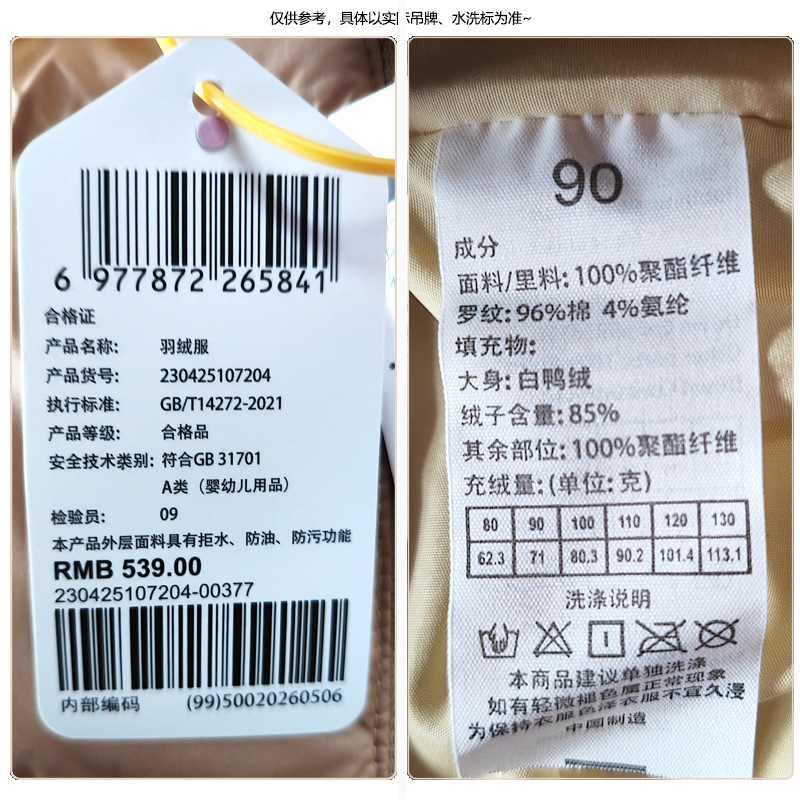 仅供参考，具体以实际吊牌、水洗标为准~
6 977872 265841
合格证
产品名称: 羽绒服
产品货号: 230425107204
执行标准: GB/T14272-2021
产品等级: 合格品
安全技术类别: 符合GB 31701
A类（婴幼儿用品）
检验员: 09
本产品外层面料具有拒水、防油、防污功能
RMB 539.00
230425107204-00377
内部编码 (99)50020260506
90
成分
面料/里料: 100%聚酯纤维
罗纹: 96%棉 4%氨纶
填充物:
大身: 白鸭绒
绒子含量: 85%
其余部位: 100%聚酯纤维
充绒量: (单位: 克)
80 90 100 110 120 130
62.3 71 80.3 90.2 101.4 113.1
洗涤说明
本商品建议单独洗涤
如有轻微褪色属正常现象
为保持衣服色泽衣服不宜久浸
中国制造